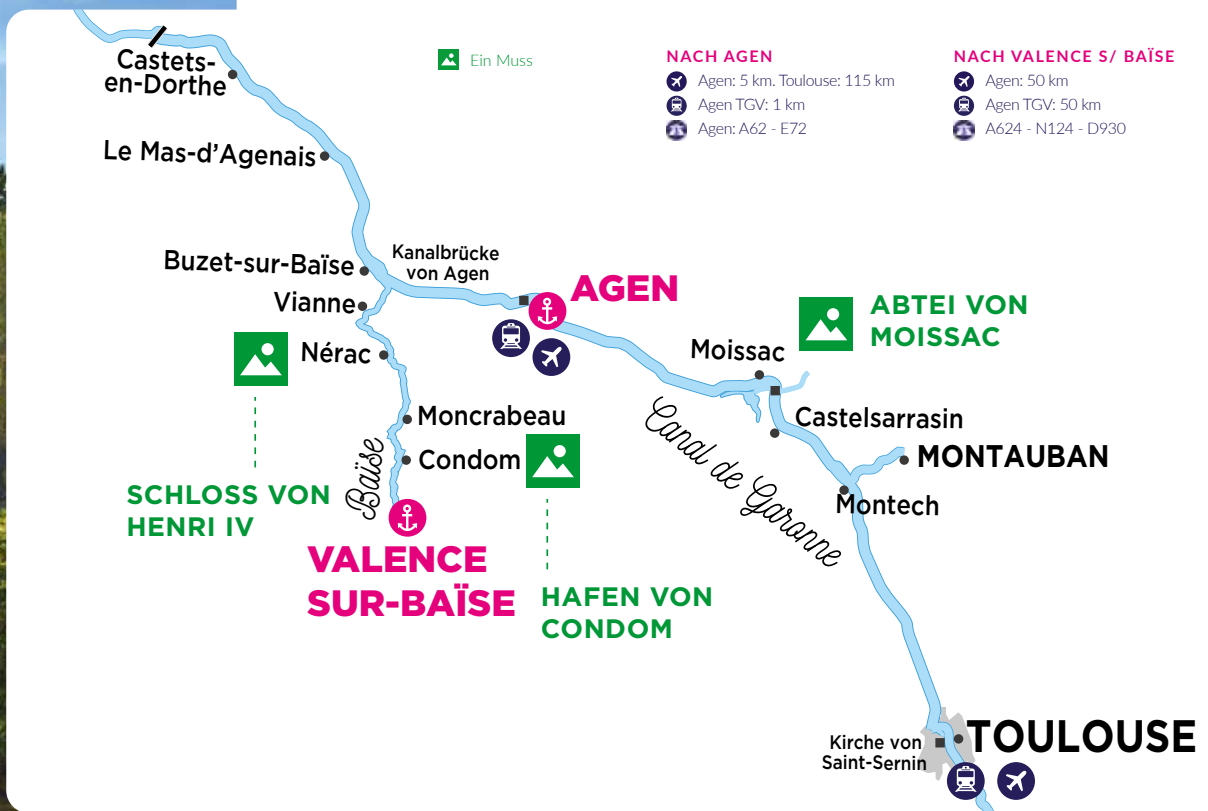 Ein Muss
NACH AGEN
Agen: 5 km. Toulouse: 115 km
Agen TGV: 1 km
Agen: A62 - E72
NACH VALENCE S/ BAÏSE
Agen: 50 km
Agen TGV: 50 km
A624 - N124 - D930
Castets-
en-Dorthe
Le Mas-d'Agenais
Buzet-sur-Baïse
Kanalbrücke
von Agen
AGEN
Vianne
ABTEI VON
MOISSAC
Nérac
Moissac
Moncrabeau
Castelsarrasin
Canal de Garonne
Baïse
Condom
MONTAUBAN
SCHLOSS VON
HENRI IV
Montech
VALENCE
SUR-BAÏSE
HAFEN VON
CONDOM
Kirche von
Saint-Sernin
TOULOUSE